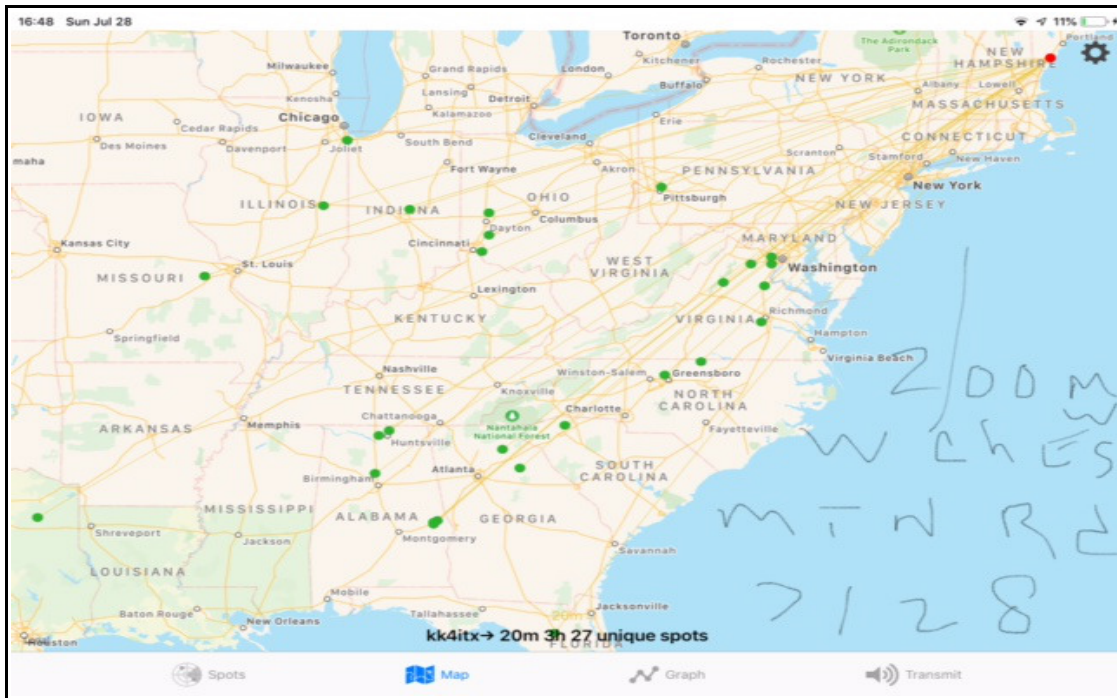 16:48 Sun Jul 28 11%
Toronto
The Adirondack
Park
Portland
NEW
HAMPSHIRE
Milwaukee
Grand Rapids
London
Kitchener
Rochester
Lansing
Buffalo
NEW YORK
Albany
Lowell
Kenosha
Detroit
MASSACHUSETTS
IOWA
Cedar Rapids
Chicago
Kalamazoo
Erie
Des Moines
Davenport
Joliet
South Bend
Cleveland
CONNECTICUT
maha
Fort Wayne
Akron
PENNSYLVANIA
Scranton
Stamford
New Haven
ILLINOIS
INDIANA
OHIO
Pittsburgh
New York
Dayton
Columbus
NEW JERSEY
Kansas City
Cincinnati
MARYLAND
St. Louis
WEST
VIRGINIA
Washington
MISSOURI
Lexington
KENTUCKY
VIRGINIA
Richmond
Springfield
Hampton
Virginia Beach
Nashville
Winston-Salem
Greensboro
TENNESSEE
Knoxville
NORTH
CAROLINA
Chattanooga
Charlotte
ARKANSAS
Memphis
Huntsville
Nantahala
National Forest
Fayetteville
Birmingham
Atlanta
SOUTH
CAROLINA
MISSISSIPPI
ALABAMA
GEORGIA
Shreveport
Jackson
Montgomery
Savannah
LOUISIANA
Mobile
Tallahassee
Jacksonville
Baton Rouge
New Orleans
20m
Houston
kk4itx→ 20m 3h 27 unique spots
FLORIDA
W ChES
MTN Rd
7/28
Spots Map Graph Transmit